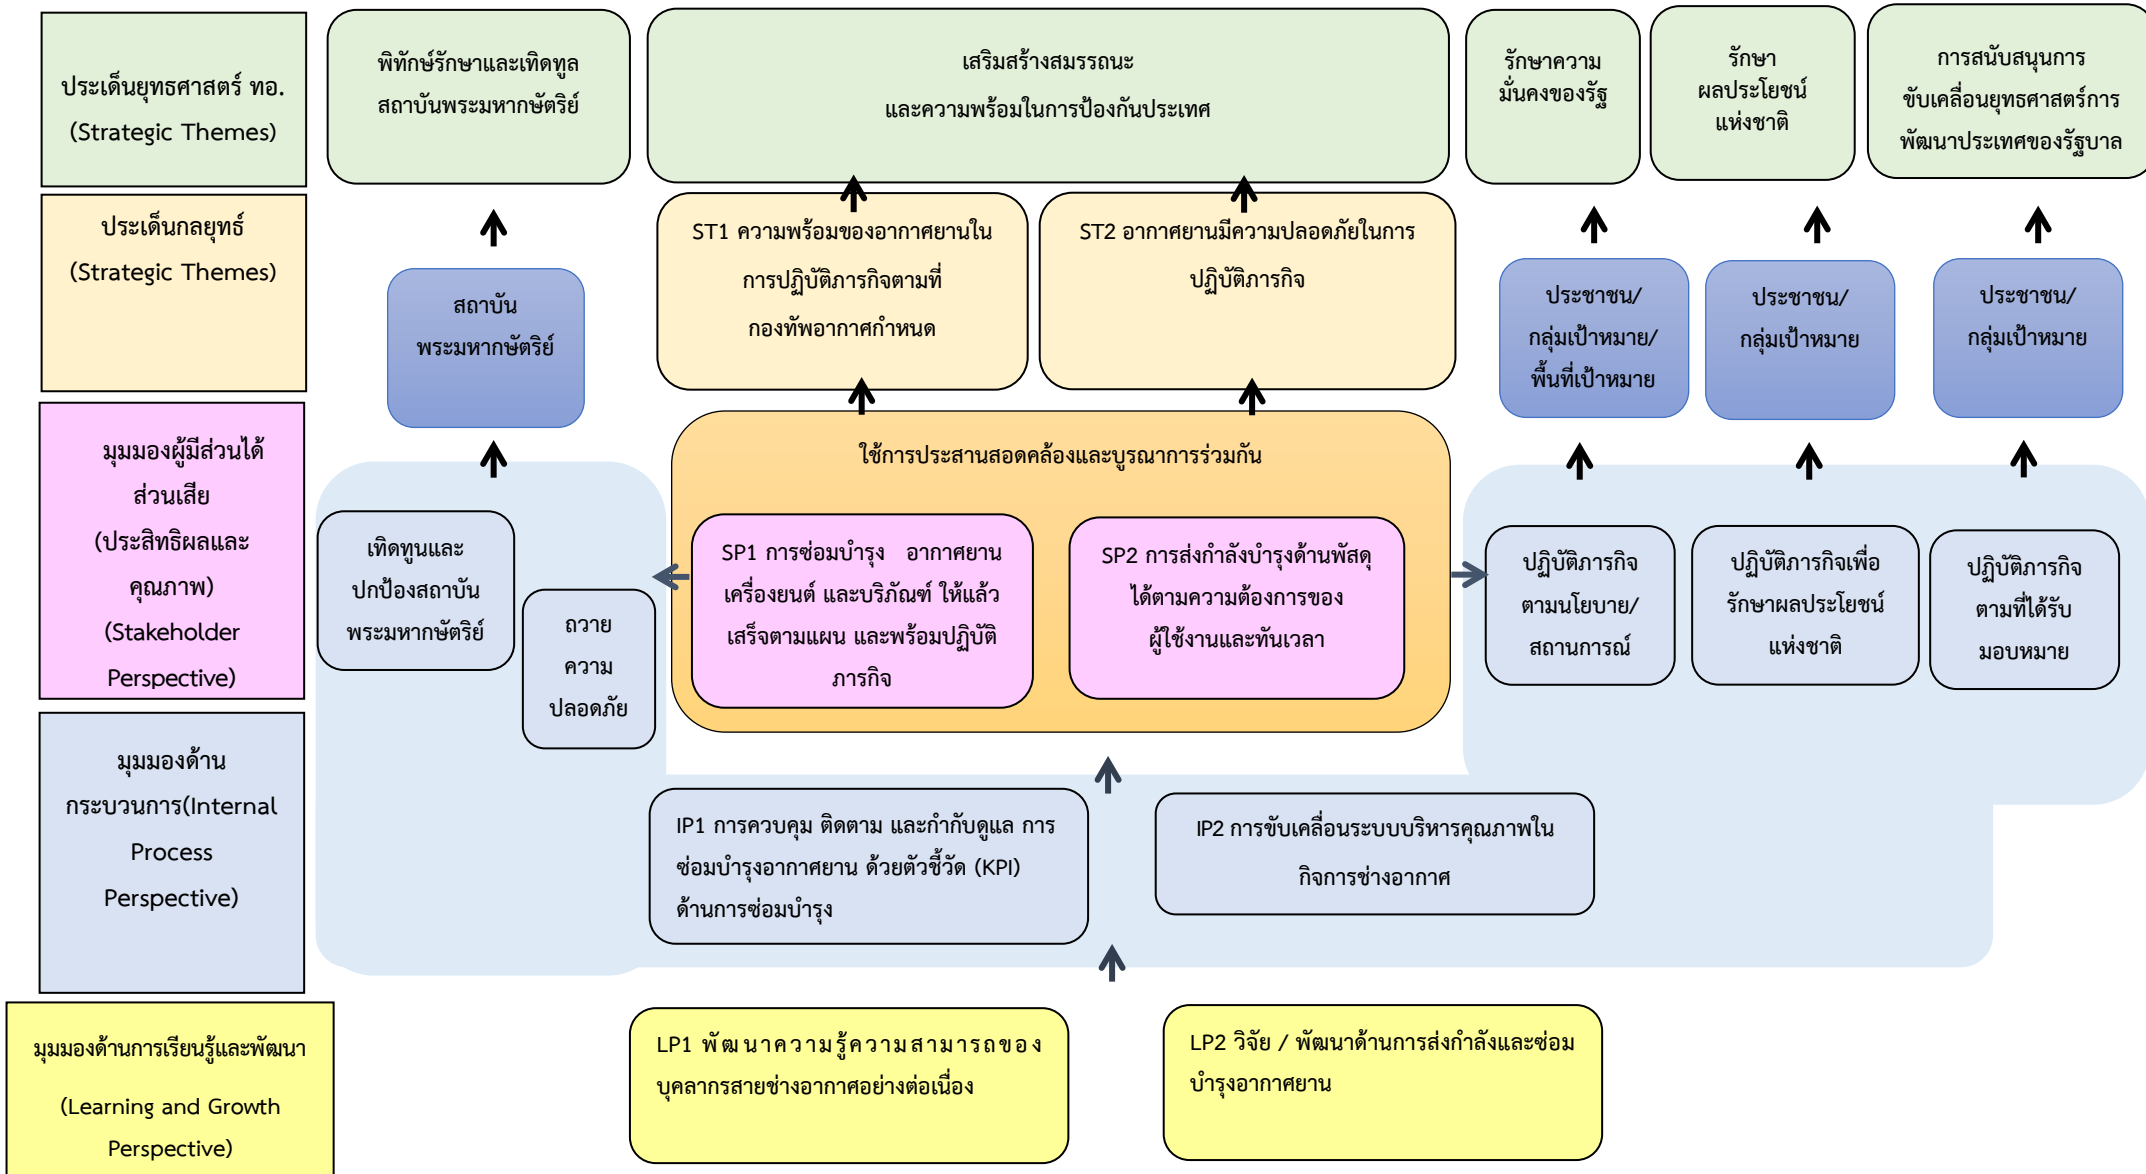 ประเด็นยุทธศาสตร์ ทอ.
(Strategic Themes)
พิทักษ์รักษาและเทิดทูล
สถาบันพระมหากษัตริย์
เสริมสร้างสมรรถนะ
และความพร้อมในการป้องกันประเทศ
รักษาความ
มั่นคงของรัฐ
รักษา
ผลประโยชน์
แห่งชาติ
การสนับสนุนการ
ขับเคลื่อนยุทธศาสตร์การ
พัฒนาประเทศของรัฐบาล
ประเด็นกลยุทธ์
(Strategic Themes)
สถาบัน
พระมหากษัตริย์
ST1 ความพร้อมของอากาศยานใน
การปฏิบัติภารกิจตามที่
กองทัพอากาศกำหนด
ST2 อากาศยานมีความปลอดภัยในการ
ปฏิบัติภารกิจ
ประชาชน/
กลุ่มเป้าหมาย/
พื้นที่เป้าหมาย
ประชาชน/
กลุ่มเป้าหมาย
ประชาชน/
กลุ่มเป้าหมาย
มุมมองผู้มีส่วนได้
ส่วนเสีย
(ประสิทธิผลและ
คุณภาพ)
(Stakeholder
Perspective)
เทิดทูนและ
ปกป้องสถาบัน
พระมหากษัตริย์
ถวาย
ความ
ปลอดภัย
ใช้การประสานสอดคล้องและบูรณาการร่วมกัน
SP1 การซ่อมบำรุง อากาศยาน
เครื่องยนต์ และบริภัณฑ์ ให้แล้ว
เสร็จตามแผน และพร้อมปฏิบัติ
ภารกิจ
SP2 การส่งกำลังบำรุงด้านพัสดุ
ได้ตามความต้องการของ
ผู้ใช้งานและทันเวลา
ปฏิบัติภารกิจ
ตามนโยบาย/
สถานการณ์
ปฏิบัติภารกิจเพื่อ
รักษาผลประโยชน์
แห่งชาติ
ปฏิบัติภารกิจ
ตามที่ได้รับ
มอบหมาย
มุมมองด้าน
กระบวนการ(Internal
Process
Perspective)
IP1 การควบคุม ติดตาม และกำกับดูแล การ
ซ่อมบำรุงอากาศยาน ด้วยตัวชี้วัด (KPI)
ด้านการซ่อมบำรุง
IP2 การขับเคลื่อนระบบบริหารคุณภาพใน
กิจการช่างอากาศ
มุมมองด้านการเรียนรู้และพัฒนา
(Learning and Growth
Perspective)
LP1 พัฒนาความรู้ความสามารถของ
บุคลากรสายช่างอากาศอย่างต่อเนื่อง
LP2 วิจัย / พัฒนาด้านการส่งกำลังและซ่อม
บำรุงอากาศยาน